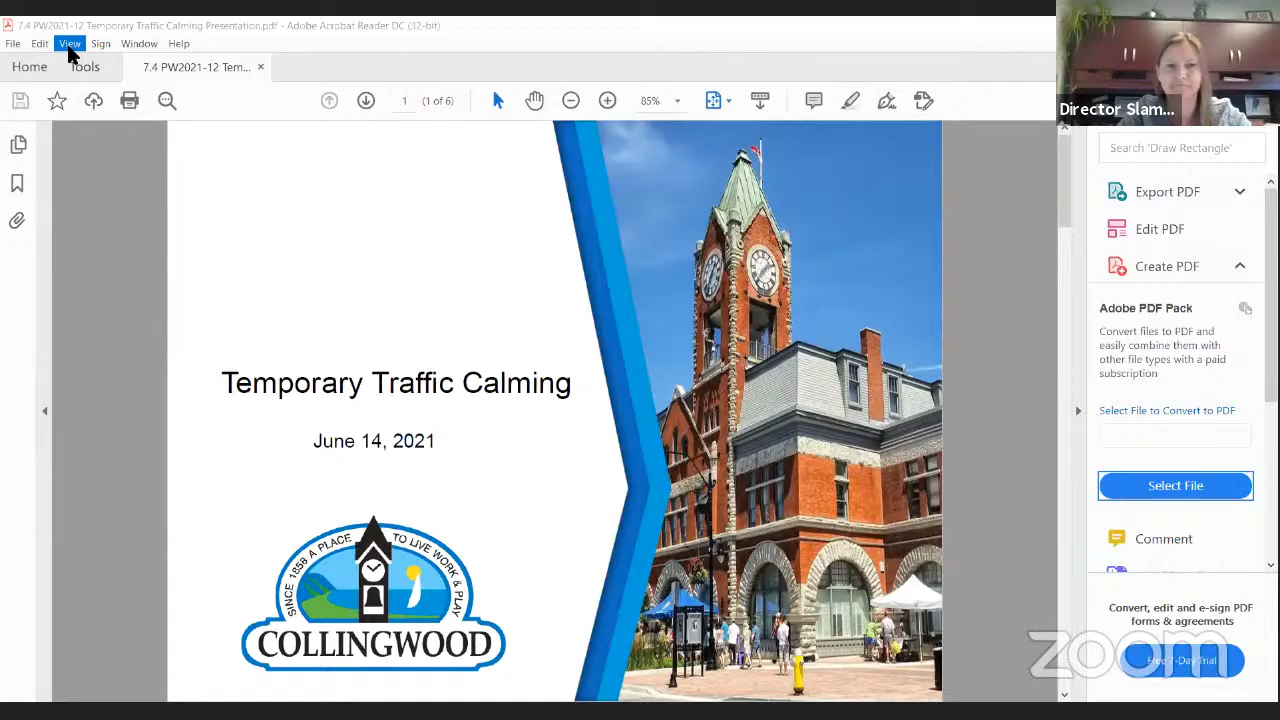 7.4 PW2021-12 Temporary Traffic Calming Presentation.pdf - Adobe Acrobat Reader DC (32-bit)
File Edit View Sign Window Help
Home Tools 7.4 PW2021-12 Tem... ×
1 (1 of 6) 85%
Director Slam...
Search 'Draw Rectangle'
Export PDF
Edit PDF
Create PDF
Adobe PDF Pack
Convert files to PDF and
easily combine them with
other file types with a paid
subscription
Select File to Convert to PDF
Select File
Comment
Convert, edit and e-sign PDF
forms & agreements
Free 7-Day Trial
zoom
Temporary Traffic Calming
June 14, 2021
SINCE 1858 A PLACE TO LIVE WORK & PLAY
COLLINGWOOD